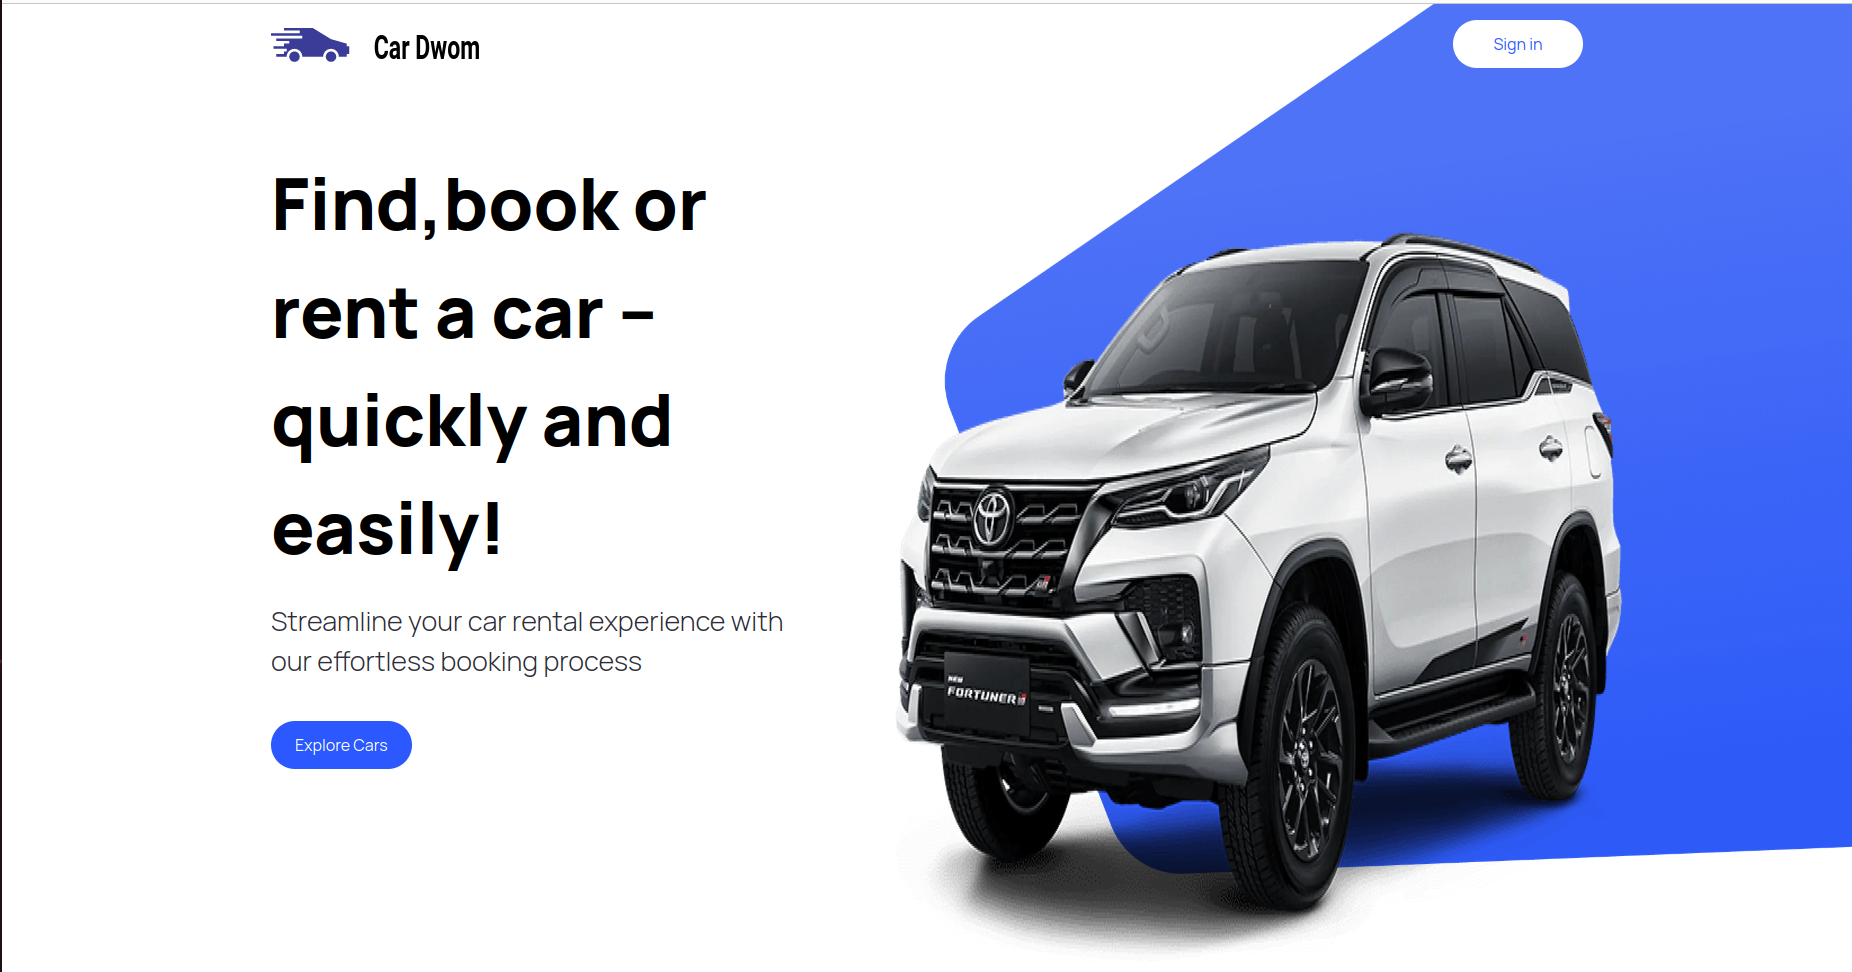 Car Dwom
Sign in
Find,book or
rent a car –
quickly and
easily!
Streamline your car rental experience with
our effortless booking process
Explore Cars
NEW
FORTUNER
GR